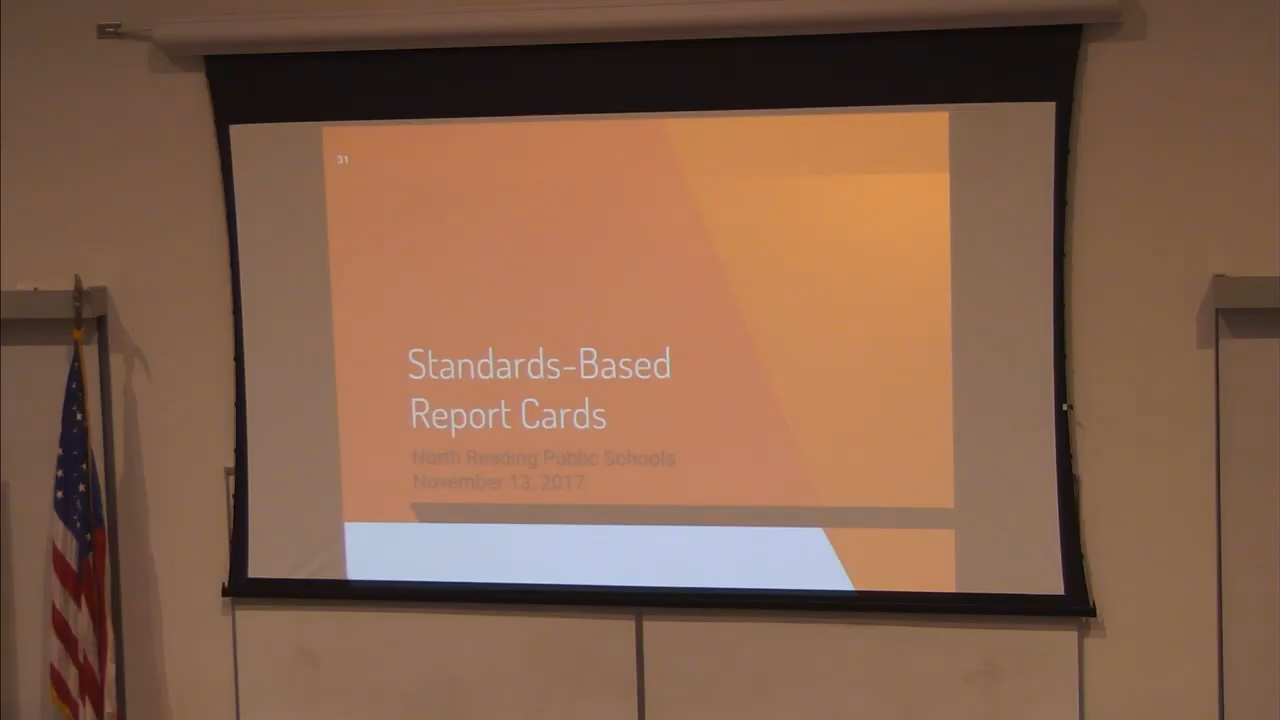 31
Standards-Based
Report Cards
North Reading Public Schools
November 13, 2017